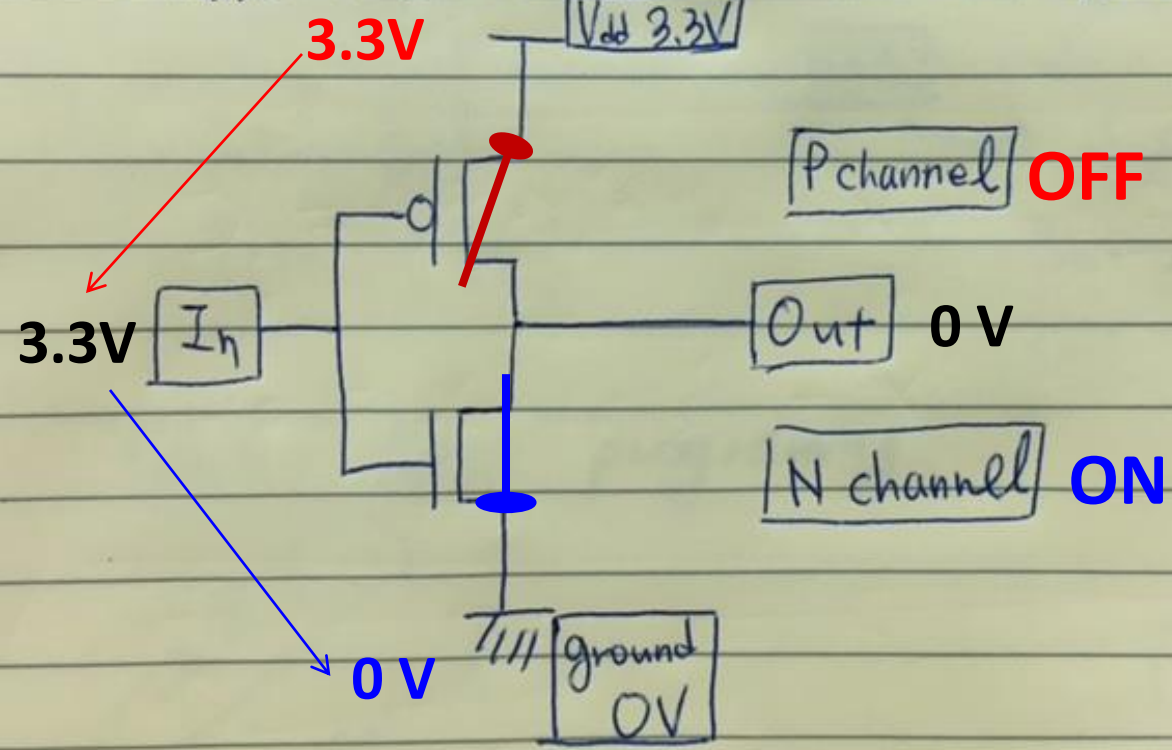 3.3V
Vdd 3.3V
P channel
OFF
3.3V
In
Out
0 V
N channel
ON
0 V
ground
0V